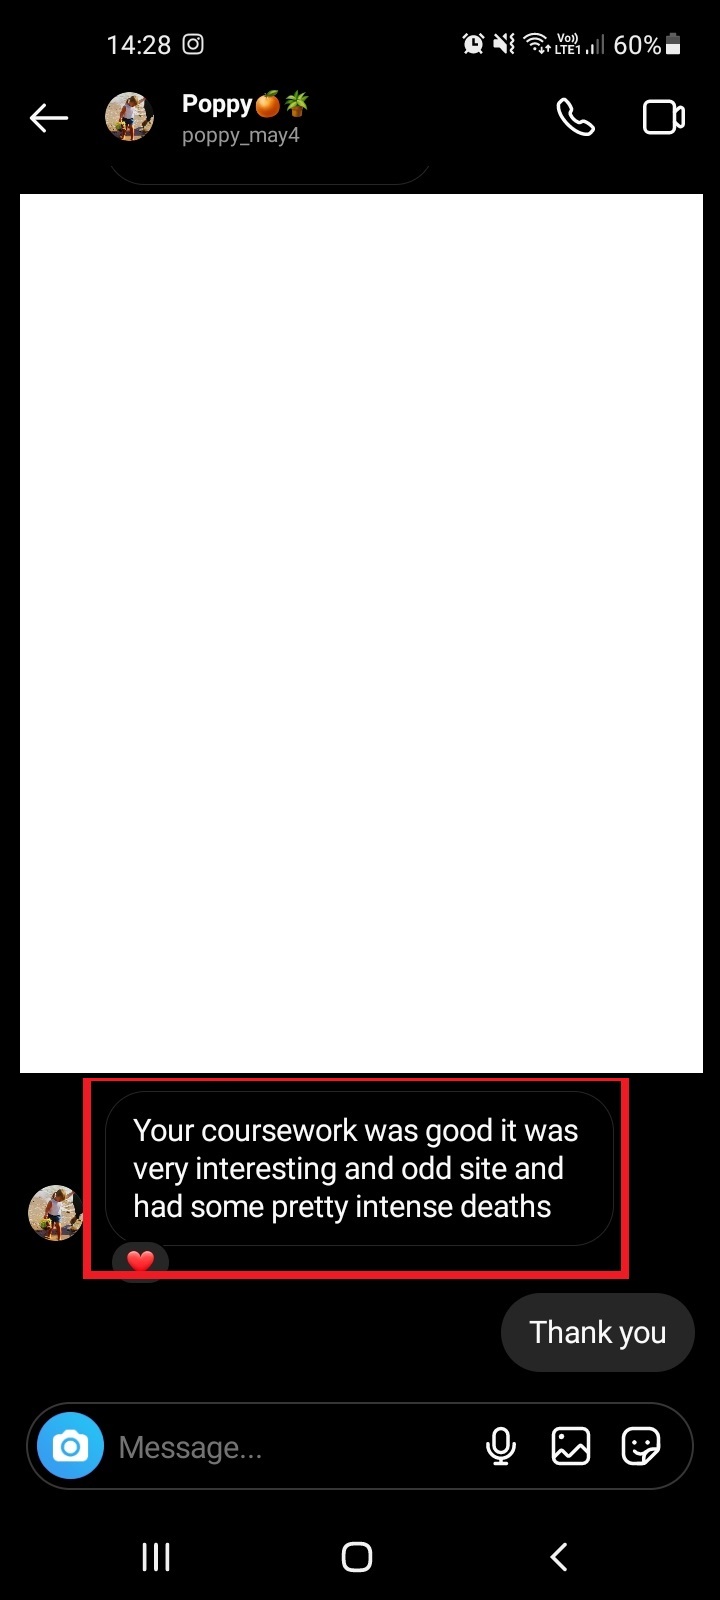 14:28
Vo)) LTE1 60%
Poppy🍊🌴
poppy_may4
Your coursework was good it was
very interesting and odd site and
had some pretty intense deaths
Thank you
Message...